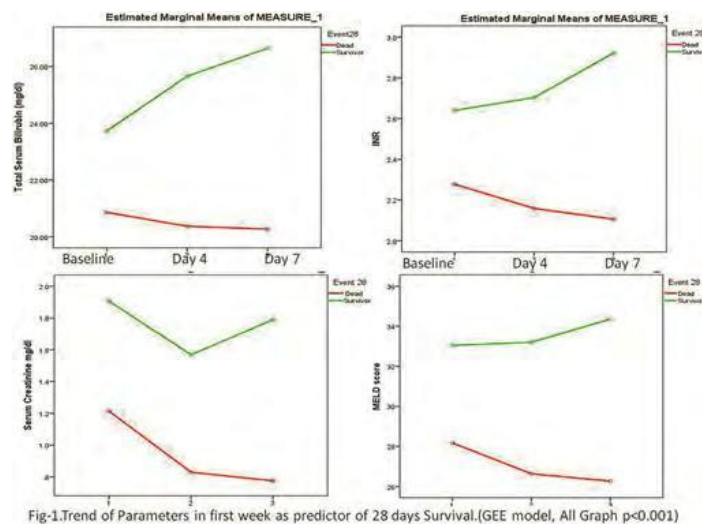 Estimated Marginal Means of MEASURE_1
Event28
Dead
Survivor
Total Serum Bilirubin (mg/dl)
26.00
24.00
22.00
20.00
Baseline
Day 4
Day 7
Estimated Marginal Means of MEASURE_1
Event 28
Dead
Survivor
INR
3.0
2.8
2.6
2.4
2.2
2.0
Baseline
Day 4
Day 7
Event 28
Dead
Survivor
Serum Creatinine mg/dl
2.0
1.8
1.6
1.4
1.2
1.0
.8
1
2
3
Event 28
Dead
Survivor
MELD score
36
34
32
30
28
26
Fig-1.Trend of Parameters in first week as predictor of 28 days Survival.(GEE model, All Graph p<0.001)